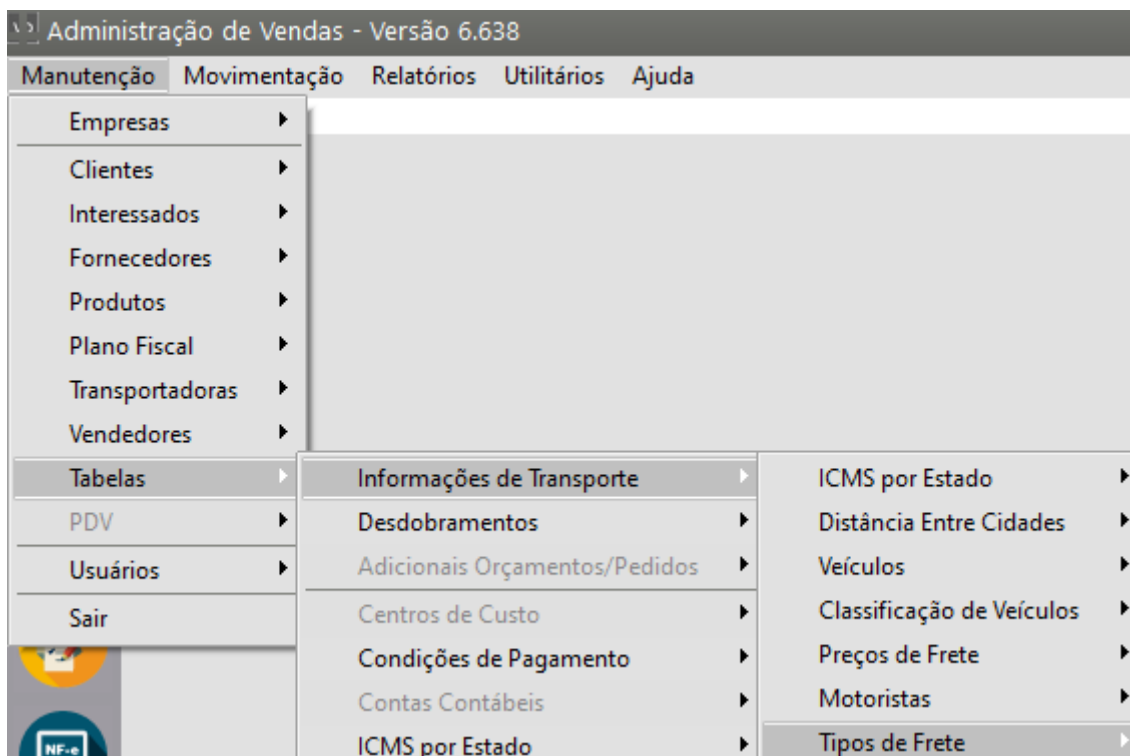 Administração de Vendas - Versão 6.638
Manutenção Movimentação Relatórios Utilitários Ajuda
Empresas
Clientes
Interessados
Fornecedores
Produtos
Plano Fiscal
Transportadoras
Vendedores
Tabelas
PDV
Usuários
Sair
Informações de Transporte
Desdobramentos
Adicionais Orçamentos/Pedidos
Centros de Custo
Condições de Pagamento
Contas Contábeis
ICMS por Estado
ICMS por Estado
Distância Entre Cidades
Veículos
Classificação de Veículos
Preços de Frete
Motoristas
Tipos de Frete
NF-e